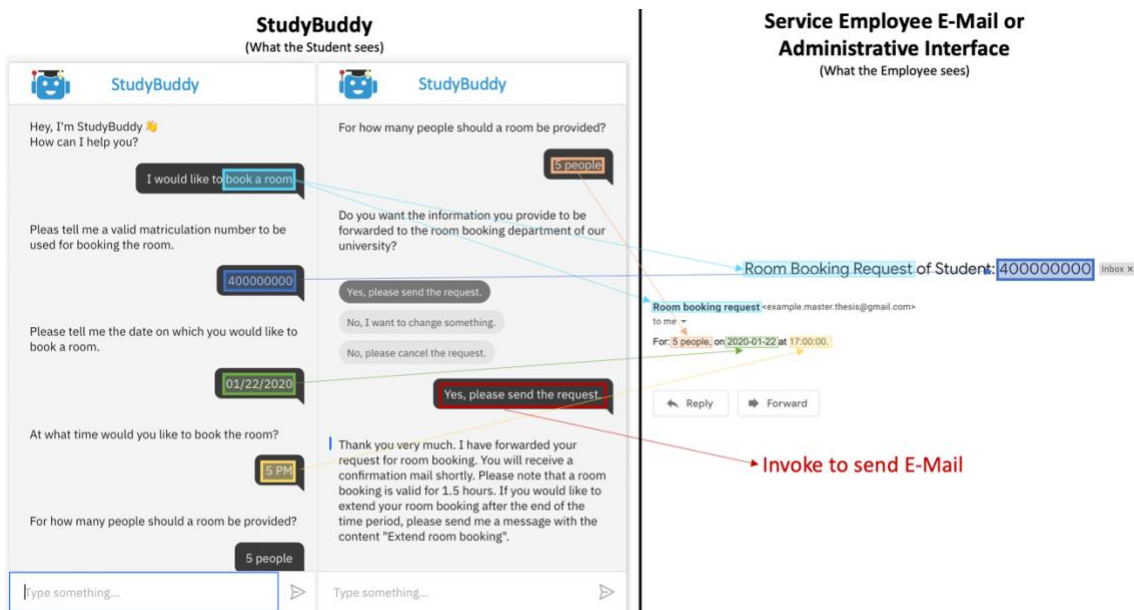 StudyBuddy
(What the Student sees)
StudyBuddy
Hey, I'm StudyBuddy 👋
How can I help you?
I would like to book a room
Pleas tell me a valid matriculation number to be
used for booking the room.
400000000
Please tell me the date on which you would like to
book a room.
01/22/2020
At what time would you like to book the room?
5 PM
For how many people should a room be provided?
5 people
Type something...
StudyBuddy
For how many people should a room be provided?
5 people
Do you want the information you provide to be
forwarded to the room booking department of our
university?
Yes, please send the request.
No, I want to change something.
No, please cancel the request.
Yes, please send the request.
Thank you very much. I have forwarded your
request for room booking. You will receive a
confirmation mail shortly. Please note that a room
booking is valid for 1.5 hours. If you would like to
extend your room booking after the end of the
time period, please send me a message with the
content "Extend room booking".
Type something...
Service Employee E-Mail or
Administrative Interface
(What the Employee sees)
Room Booking Request of Student: 400000000 Inbox ×
Room booking request <example.master.thesis@gmail.com>
to me
For: 5 people, on 2020-01-22 at 17:00:00.
Reply Forward
Invoke to send E-Mail